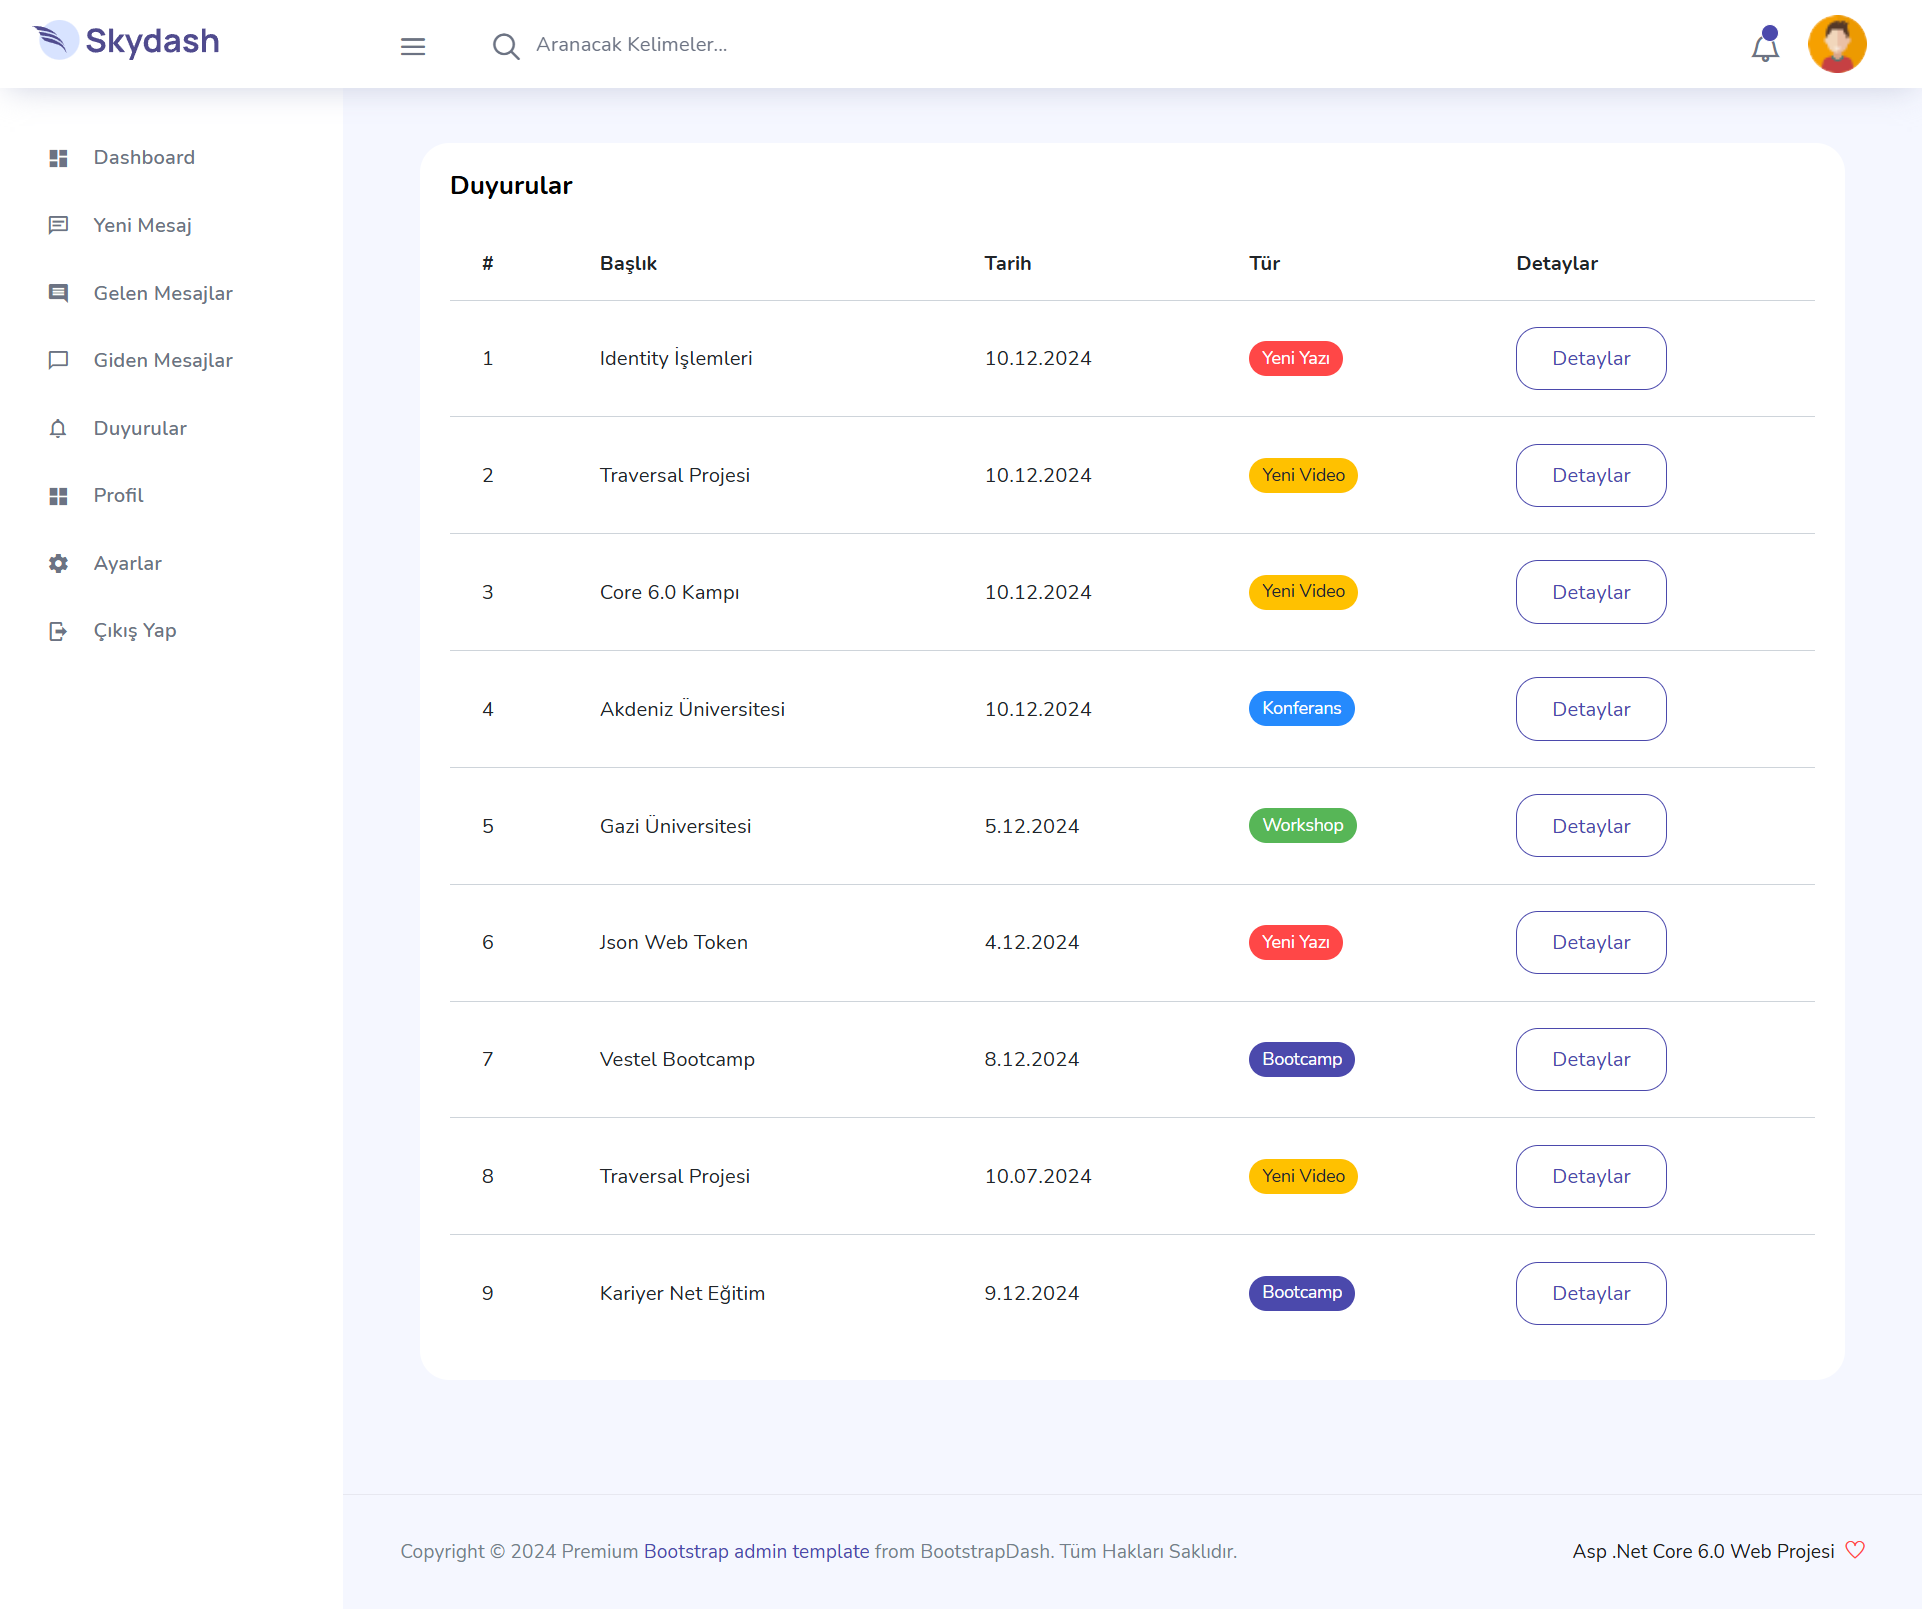 Skydash
Aranacak Kelimeler...
Dashboard
Yeni Mesaj
Gelen Mesajlar
Giden Mesajlar
Duyurular
Profil
Ayarlar
Çıkış Yap
Duyurular
# Başlık Tarih Tür Detaylar
1 Identity İşlemleri 10.12.2024 Yeni Yazı Detaylar
2 Traversal Projesi 10.12.2024 Yeni Video Detaylar
3 Core 6.0 Kampı 10.12.2024 Yeni Video Detaylar
4 Akdeniz Üniversitesi 10.12.2024 Konferans Detaylar
5 Gazi Üniversitesi 5.12.2024 Workshop Detaylar
6 Json Web Token 4.12.2024 Yeni Yazı Detaylar
7 Vestel Bootcamp 8.12.2024 Bootcamp Detaylar
8 Traversal Projesi 10.07.2024 Yeni Video Detaylar
9 Kariyer Net Eğitim 9.12.2024 Bootcamp Detaylar
Copyright © 2024 Premium Bootstrap admin template from BootstrapDash. Tüm Hakları Saklıdır.
Asp .Net Core 6.0 Web Projesi